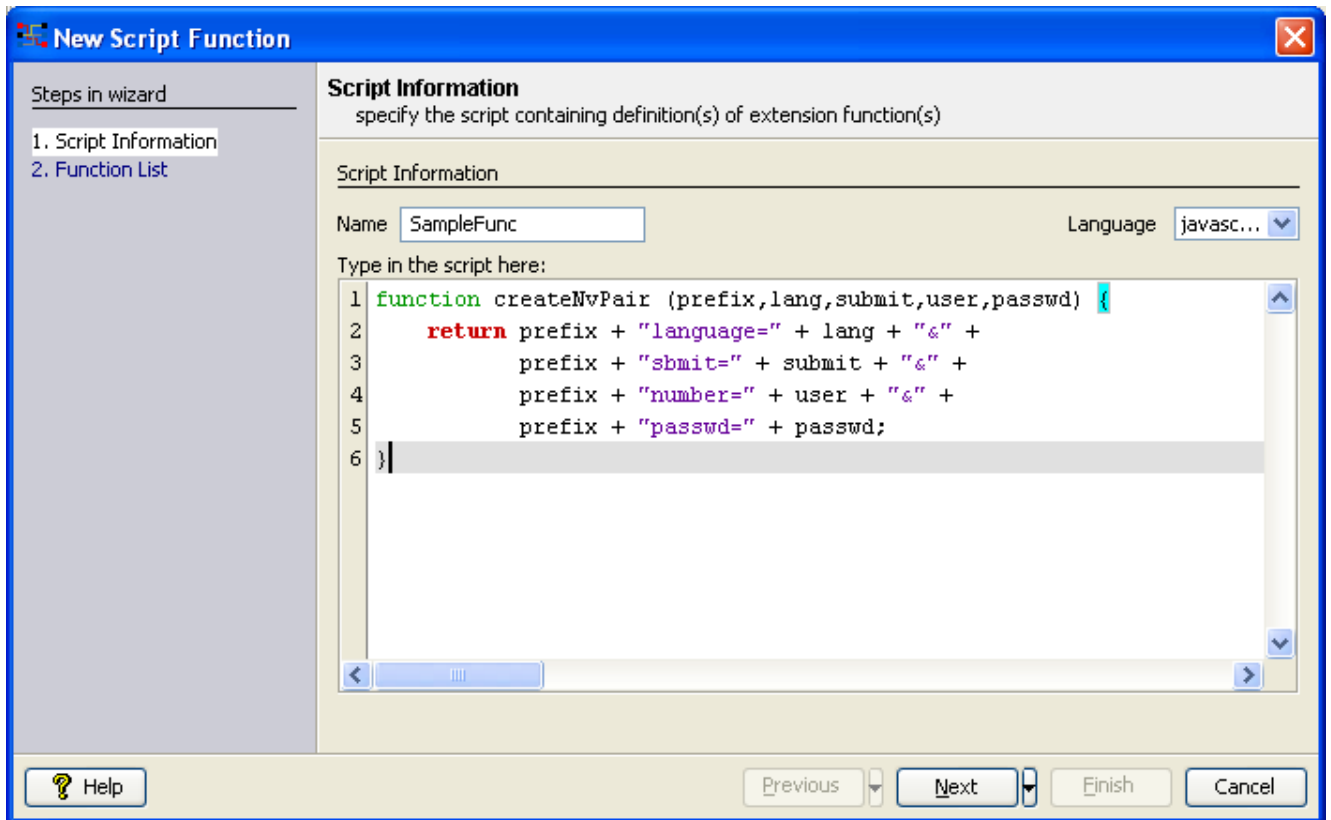 New Script Function
Steps in wizard
1. Script Information
2. Function List
Script Information
specify the script containing definition(s) of extension function(s)
Script Information
Name SampleFunc Language javasc...
Type in the script here:
1 function createNvPair (prefix,lang,submit,user,passwd) {
2 return prefix + "language=" + lang + "&" +
3 prefix + "sbmit=" + submit + "&" +
4 prefix + "number=" + user + "&" +
5 prefix + "passwd=" + passwd;
6 }
Help Previous Next Finish Cancel